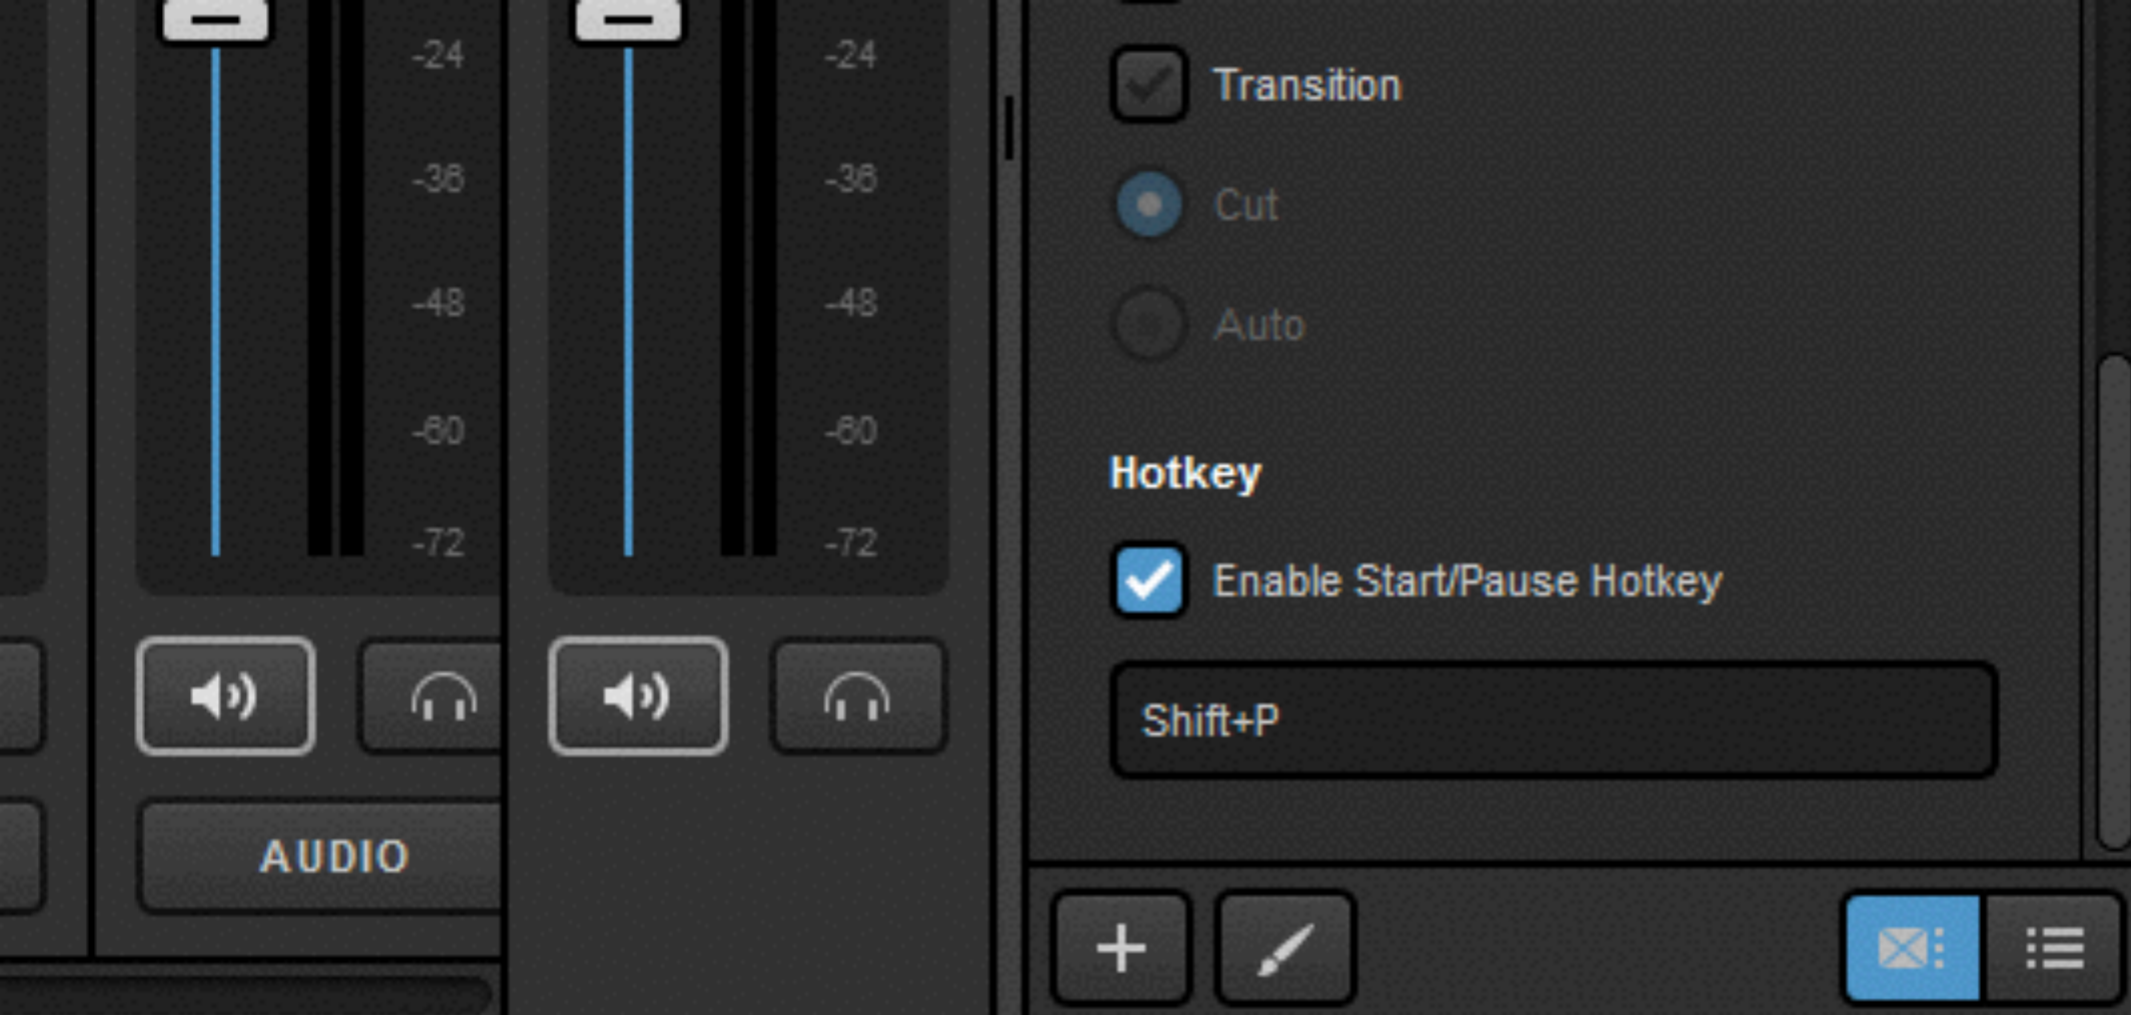 -24
-36
-48
-60
-72
AUDIO
-24
-36
-48
-60
-72
Transition
Cut
Auto
Hotkey
Enable Start/Pause Hotkey
Shift+P